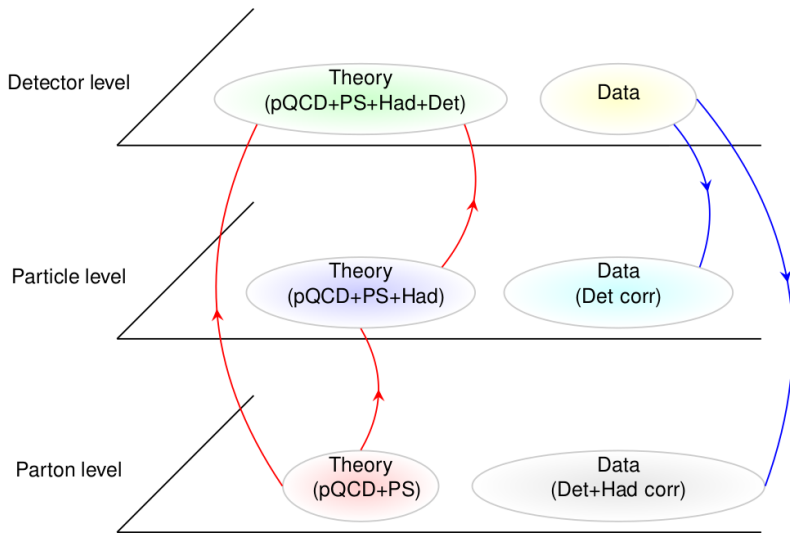 Detector level
Theory
(pQCD+PS+Had+Det)
Data
Particle level
Theory
(pQCD+PS+Had)
Data
(Det corr)
Parton level
Theory
(pQCD+PS)
Data
(Det+Had corr)